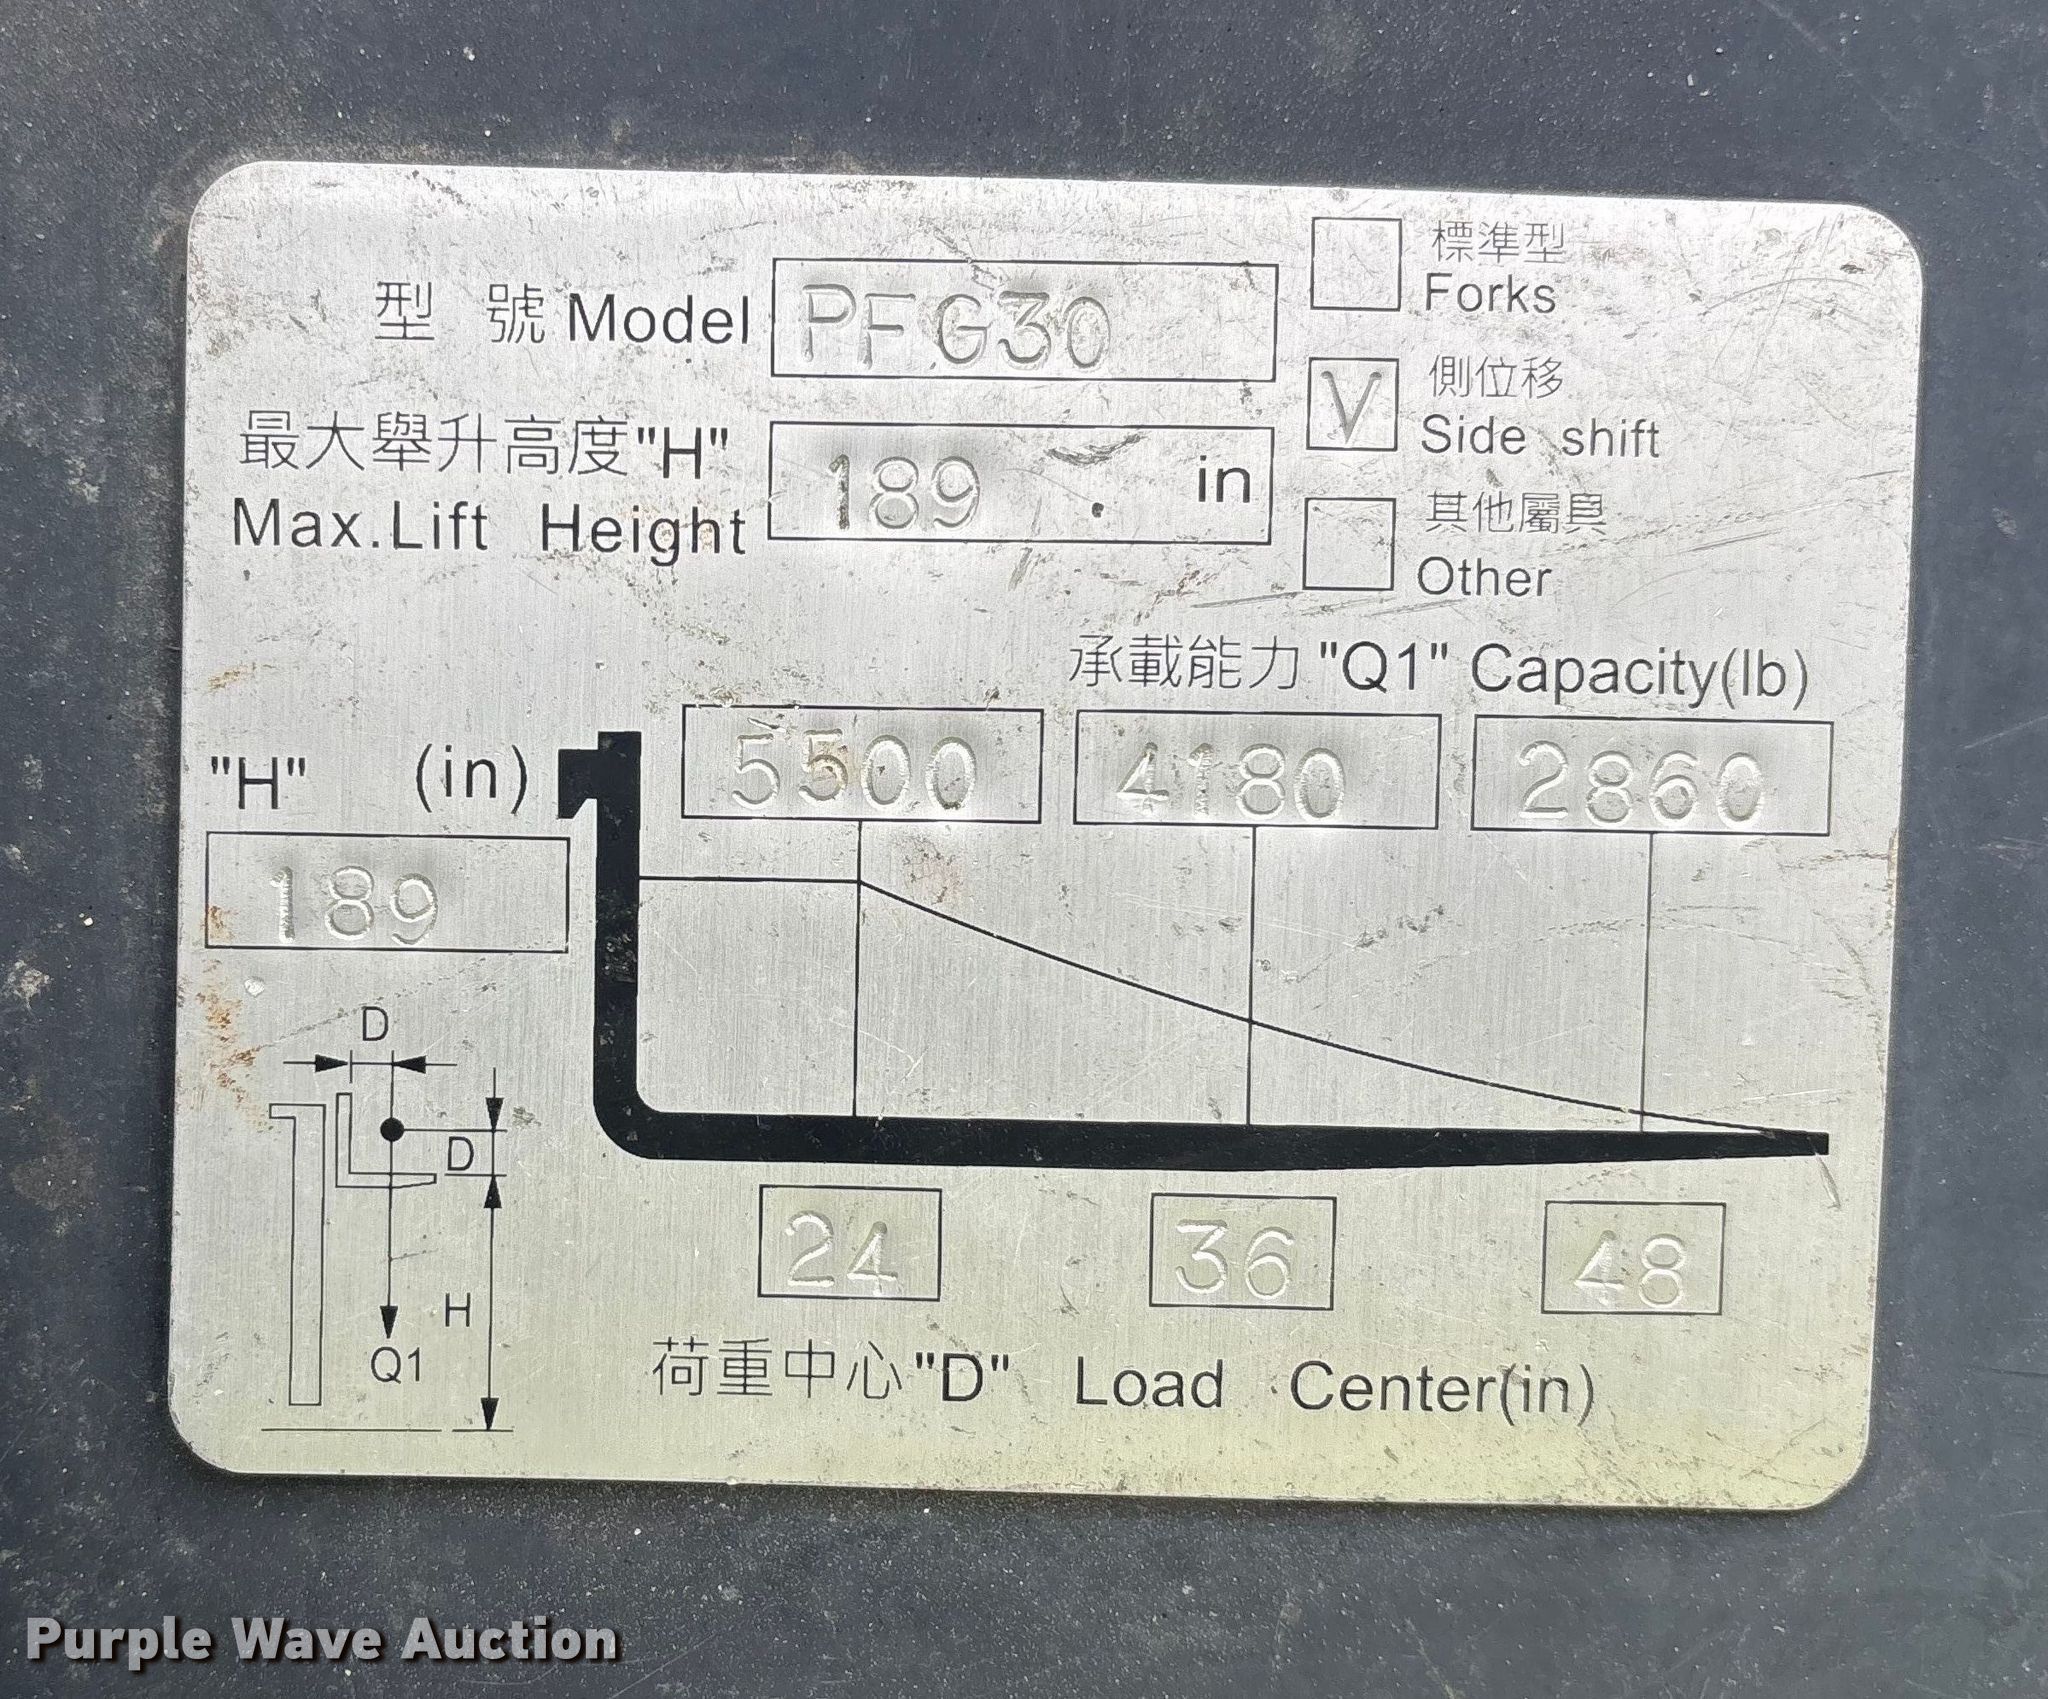 型 號 Model PFG30
標準型
Forks
最大舉升高度"H"
Max.Lift Height 189 in
V 側位移
Side shift
其他屬具
Other
承載能力"Q1" Capacity(lb)
5500 4180 2860
"H" (in)
189
D
D
H
Q1
24 36 48
荷重中心"D" Load Center(in)
Purple Wave Auction